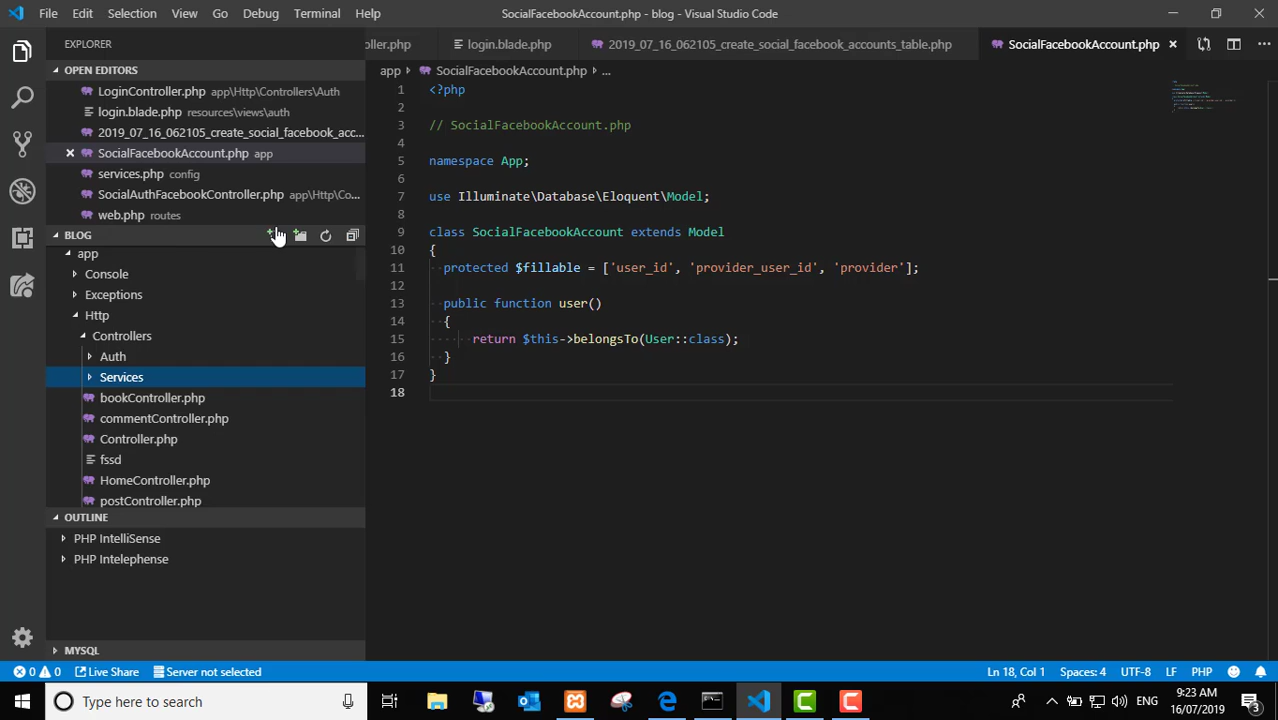 File Edit Selection View Go Debug Terminal Help SocialFacebookAccount.php - blog - Visual Studio Code
EXPLORER
OPEN EDITORS
LoginController.php app\Http\Controllers\Auth
login.blade.php resources\views\auth
2019_07_16_062105_create_social_facebook_acc...
SocialFacebookAccount.php app
services.php config
SocialAuthFacebookController.php app\Http\Co...
web.php routes
BLOG
app
Console
Exceptions
Http
Controllers
Auth
Services
bookController.php
commentController.php
Controller.php
fssd
HomeController.php
postController.php
OUTLINE
PHP IntelliSense
PHP Intelephense
MYSQL
oller.php login.blade.php 2019_07_16_062105_create_social_facebook_accounts_table.php SocialFacebookAccount.php
app SocialFacebookAccount.php ...
1 <?php
2
3 // SocialFacebookAccount.php
4
5 namespace App;
6
7 use Illuminate\Database\Eloquent\Model;
8
9 class SocialFacebookAccount extends Model
10 {
11 protected $fillable = ['user_id', 'provider_user_id', 'provider'];
12
13 public function user()
14 {
15 return $this->belongsTo(User::class);
16 }
17 }
18
0 0 Live Share Server not selected Ln 18, Col 1 Spaces: 4 UTF-8 LF PHP
Type here to search ENG 9:23 AM
16/07/2019 3